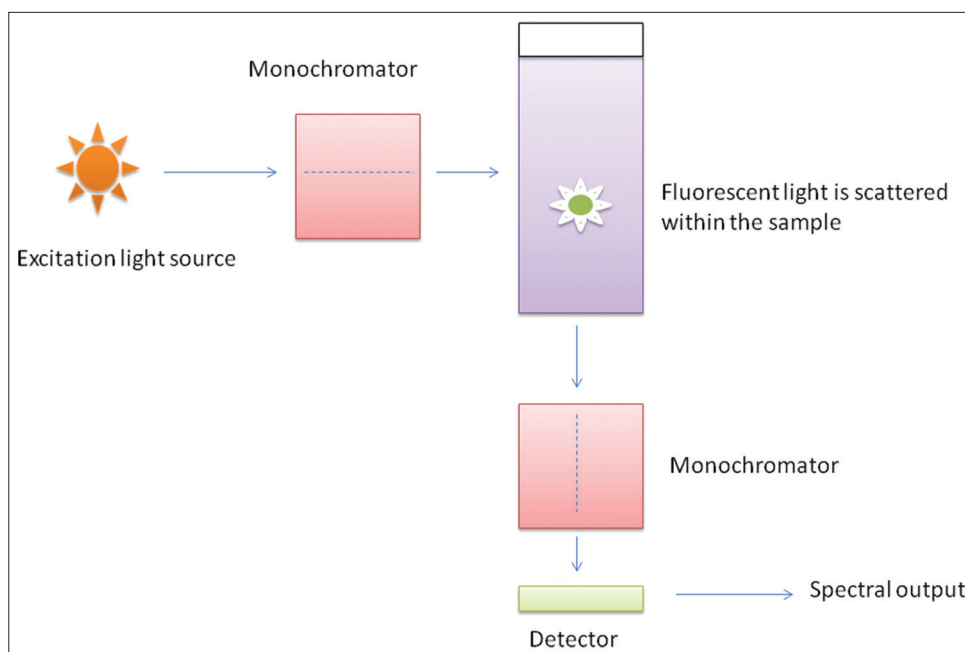 Monochromator
Excitation light source
Fluorescent light is scattered
within the sample
Monochromator
Spectral output
Detector